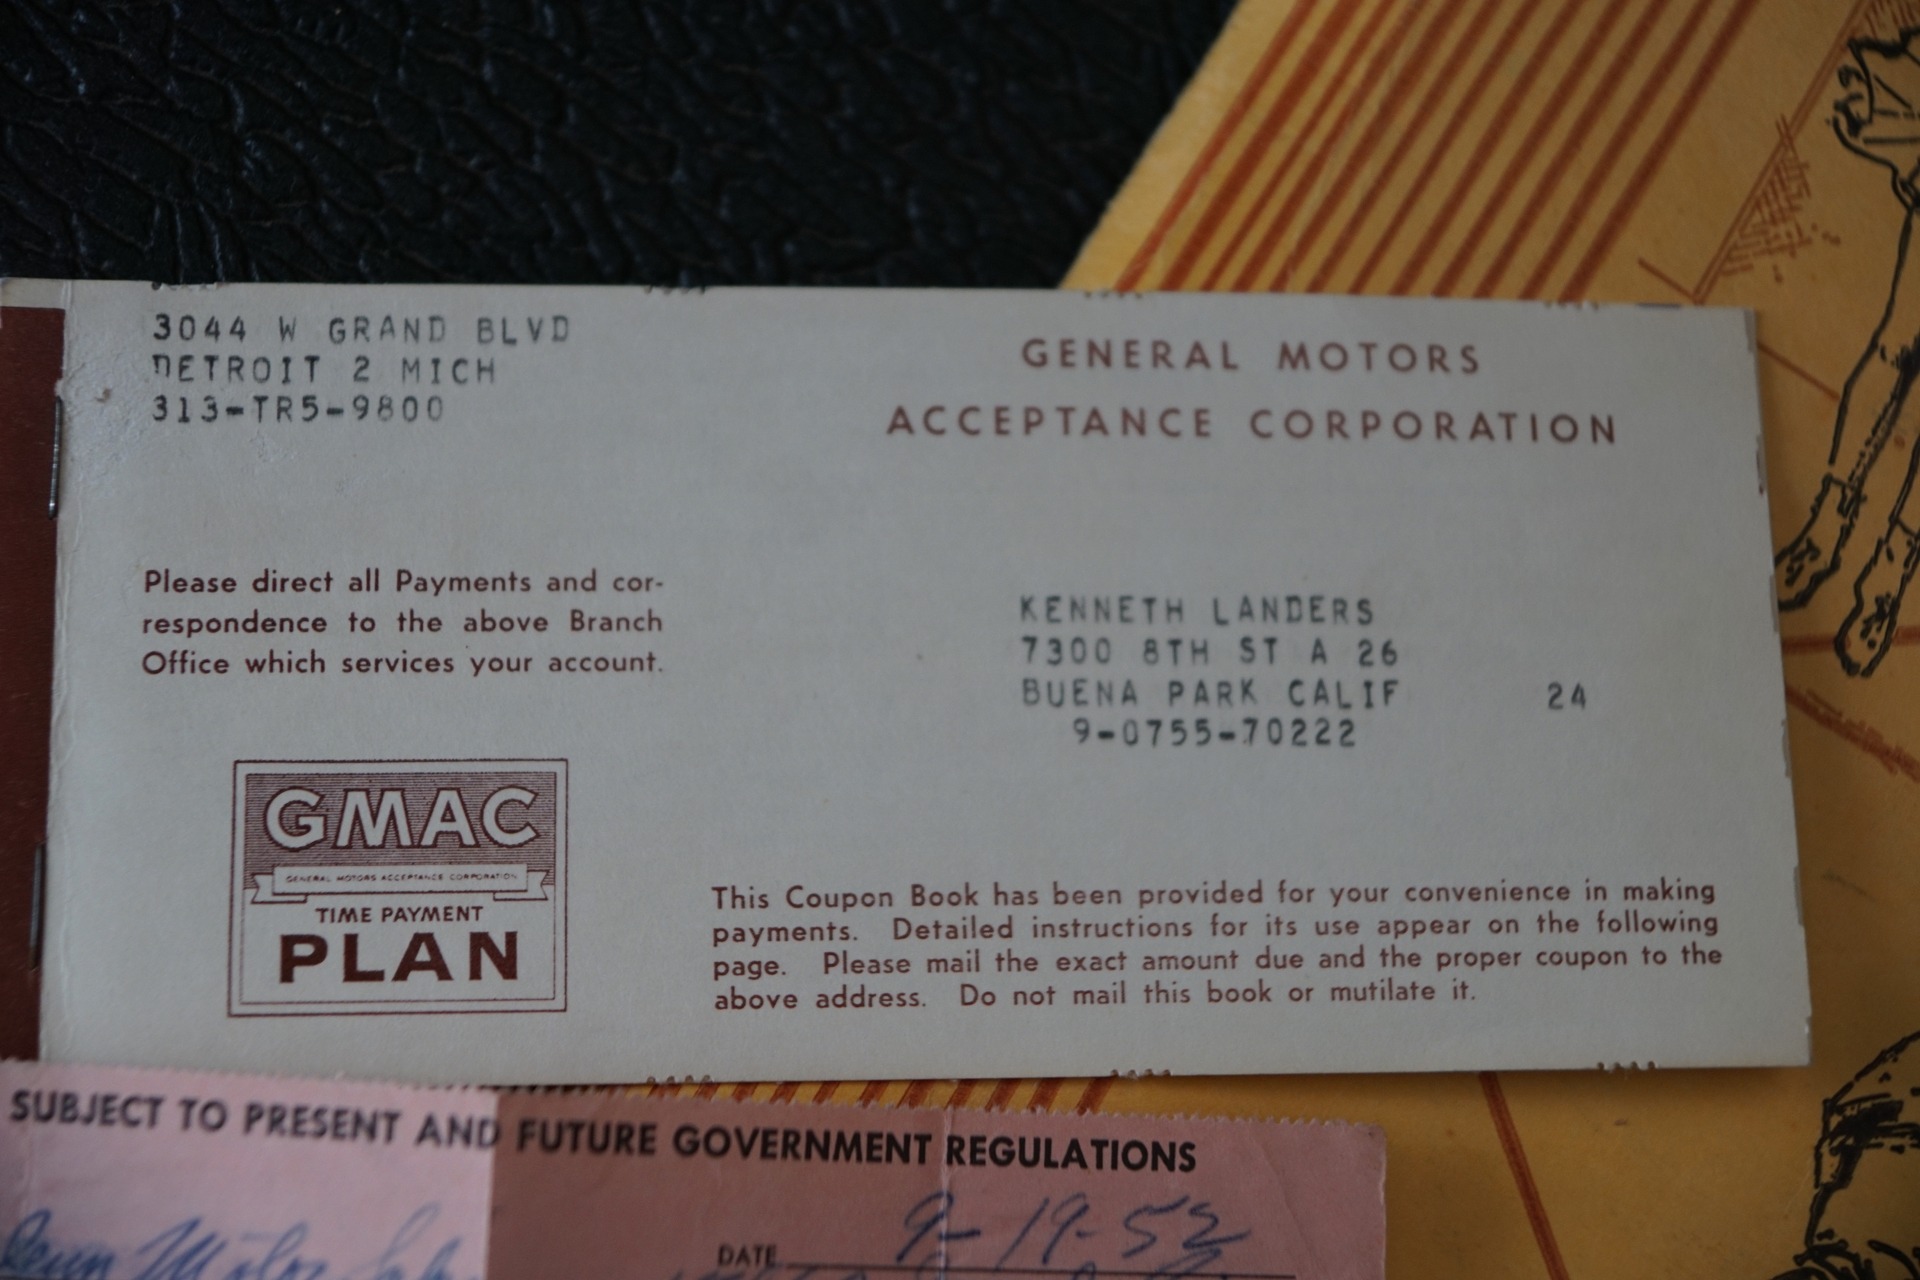 3044 W GRAND BLVD
DETROIT 2 MICH
313-TR5-9800
GENERAL MOTORS
ACCEPTANCE CORPORATION
Please direct all Payments and cor-
respondence to the above Branch
Office which services your account.
KENNETH LANDERS
7300 8TH ST A 26
BUENA PARK CALIF 24
9-0755-70222
GMAC
GENERAL MOTORS ACCEPTANCE CORPORATION
TIME PAYMENT
PLAN
This Coupon Book has been provided for your convenience in making
payments. Detailed instructions for its use appear on the following
page. Please mail the exact amount due and the proper coupon to the
above address. Do not mail this book or mutilate it.
SUBJECT TO PRESENT AND FUTURE GOVERNMENT REGULATIONS
DATE 9-19-52
Motor